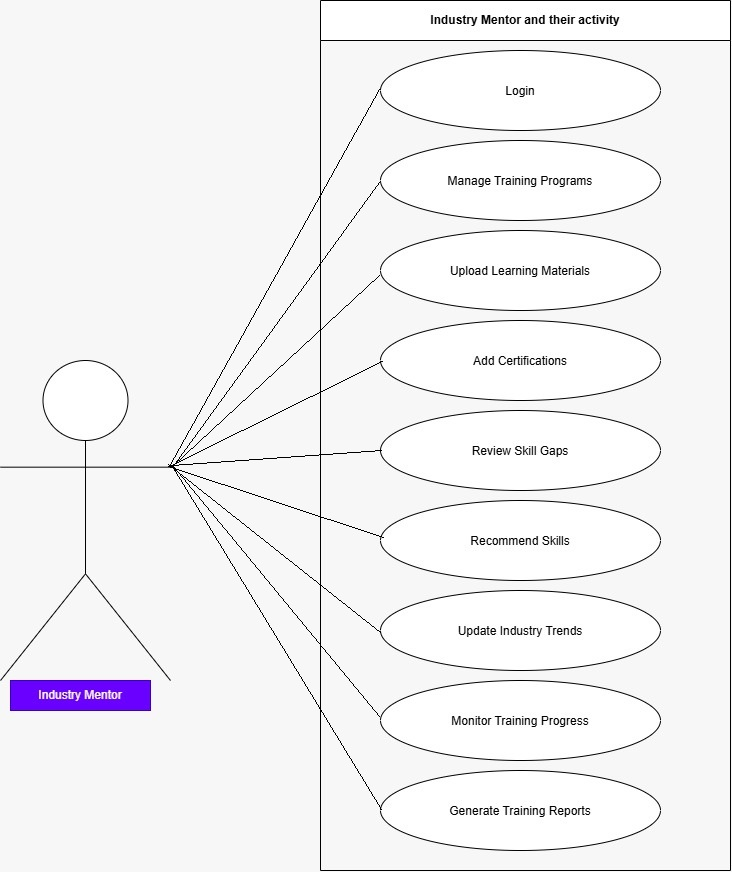 Industry Mentor and their activity
Login
Manage Training Programs
Upload Learning Materials
Add Certifications
Review Skill Gaps
Recommend Skills
Update Industry Trends
Industry Mentor
Monitor Training Progress
Generate Training Reports